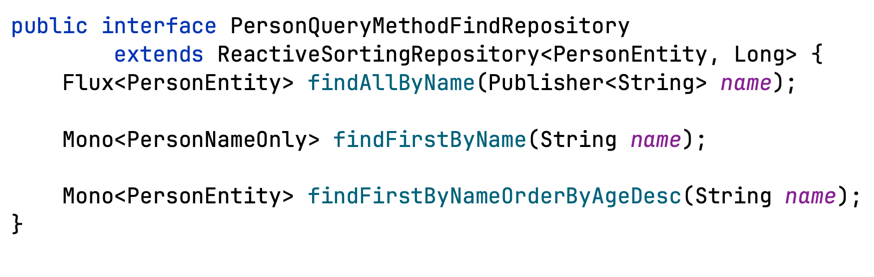 public interface PersonQueryMethodFindRepository
        extends ReactiveSortingRepository<PersonEntity, Long> {
    Flux<PersonEntity> findAllByName(Publisher<String> name);
    Mono<PersonNameOnly> findFirstByName(String name);
    Mono<PersonEntity> findFirstByNameOrderByAgeDesc(String name);
}